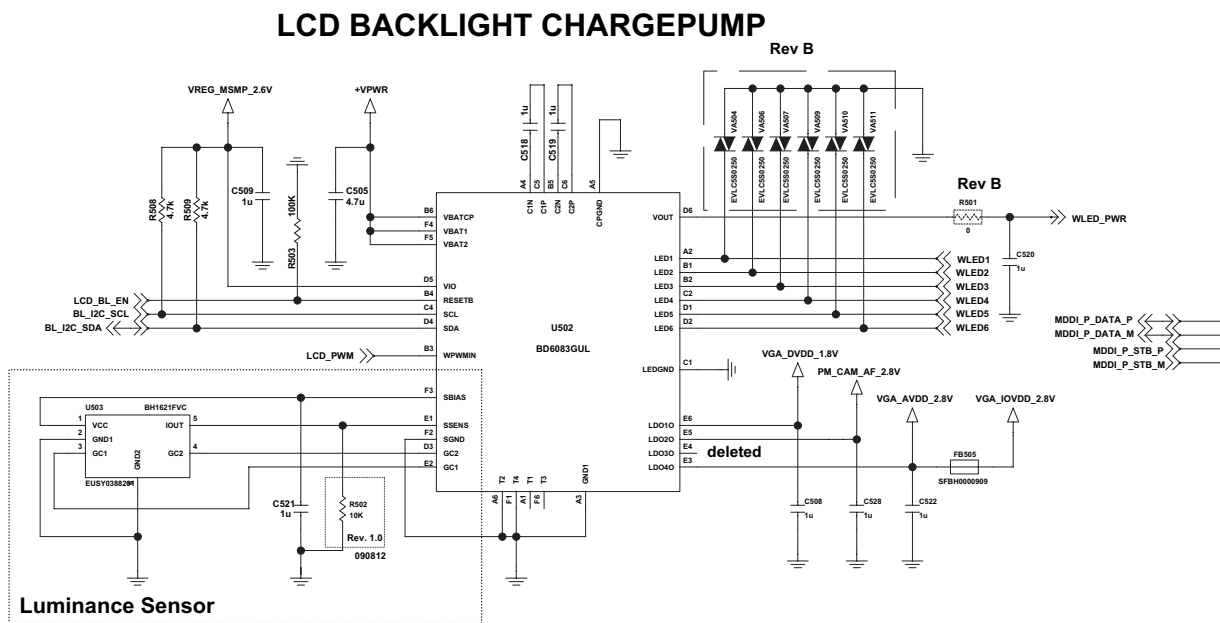 LCD BACKLIGHT CHARGEPUMP
Rev B
VREG_MSMP_2.6V
+VPWR
1u
1u
C518
C519
VA504
VA506
VA507
VA509
VA510
VA511
EVLC5S0250
EVLC5S0250
EVLC5S0250
EVLC5S0250
EVLC5S0250
EVLC5S0250
R508
4.7k
R509
4.7k
C509
1u
100K
R503
C505
4.7u
A4
C5
B5
C6
A5
C1N
C1P
C2N
C2P
CPGND
Rev B
R501
0
WLED_PWR
C520
1u
B6
VBATCP
F4
VBAT1
F5
VBAT2
VOUT
D6
D5
VIO
LCD_BL_EN
B4
RESETB
BL_I2C_SCL
C4
SCL
BL_I2C_SDA
D4
SDA
LCD_PWM
B3
WPWMIN
U502
BD6083GUL
LED1
A2
WLED1
LED2
B1
WLED2
LED3
B2
WLED3
LED4
C2
WLED4
LED5
D1
WLED5
LED6
D2
WLED6
MDDI_P_DATA_P
MDDI_P_DATA_M
MDDI_P_STB_P
MDDI_P_STB_M
LEDGND
C1
VGA_DVDD_1.8V
PM_CAM_AF_2.8V
VGA_AVDD_2.8V
VGA_IOVDD_2.8V
F3
SBIAS
E1
SSENS
F2
SGND
D3
GC2
E2
GC1
LDO1O
E6
LDO2O
E5
LDO3O
E4
deleted
LDO4O
E3
FB505
SFBH0000909
U503
BH1621FVC
1
VCC
2
GND1
3
GC1
IOUT
5
GC2
4
GND2
C521
1u
R502
10K
Rev. 1.0
090812
T2
T4
T1
T3
GND1
A6
F1
A1
F6
A3
C508
1u
C528
1u
C522
1u
Luminance Sensor